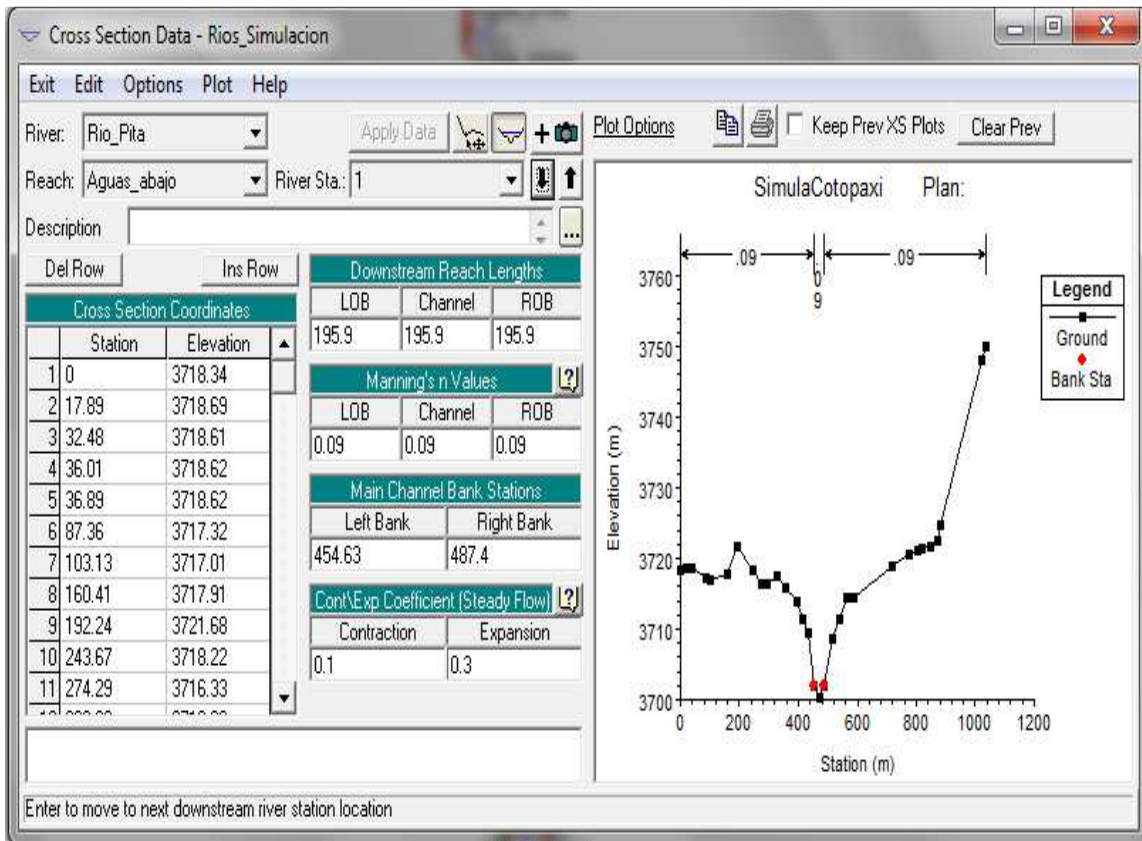 Cross Section Data - Rios_Simulacion
Exit Edit Options Plot Help
River: Rio_Pita Apply Data
Reach: Aguas_abajo River Sta.: 1
Description ...
Del Row Ins Row
Cross Section Coordinates
Station Elevation
1 0 3718.34
2 17.89 3718.69
3 32.48 3718.61
4 36.01 3718.62
5 36.89 3718.62
6 87.36 3717.32
7 103.13 3717.01
8 160.41 3717.91
9 192.24 3721.68
10 243.67 3718.22
11 274.29 3716.33
Downstream Reach Lengths
LOB Channel ROB
195.9 195.9 195.9
Manning's n Values
LOB Channel ROB
0.09 0.09 0.09
Main Channel Bank Stations
Left Bank Right Bank
454.63 487.4
Cont\Exp Coefficient (Steady Flow)
Contraction Expansion
0.1 0.3
Plot Options Keep Prev XS Plots Clear Prev
SimulaCotopaxi Plan:
.09 .09 .09
3760
3750
3740
3730
3720
3710
3700
Elevation (m)
0 200 400 600 800 1000 1200
Station (m)
Legend
Ground
Bank Sta
Enter to move to next downstream river station location